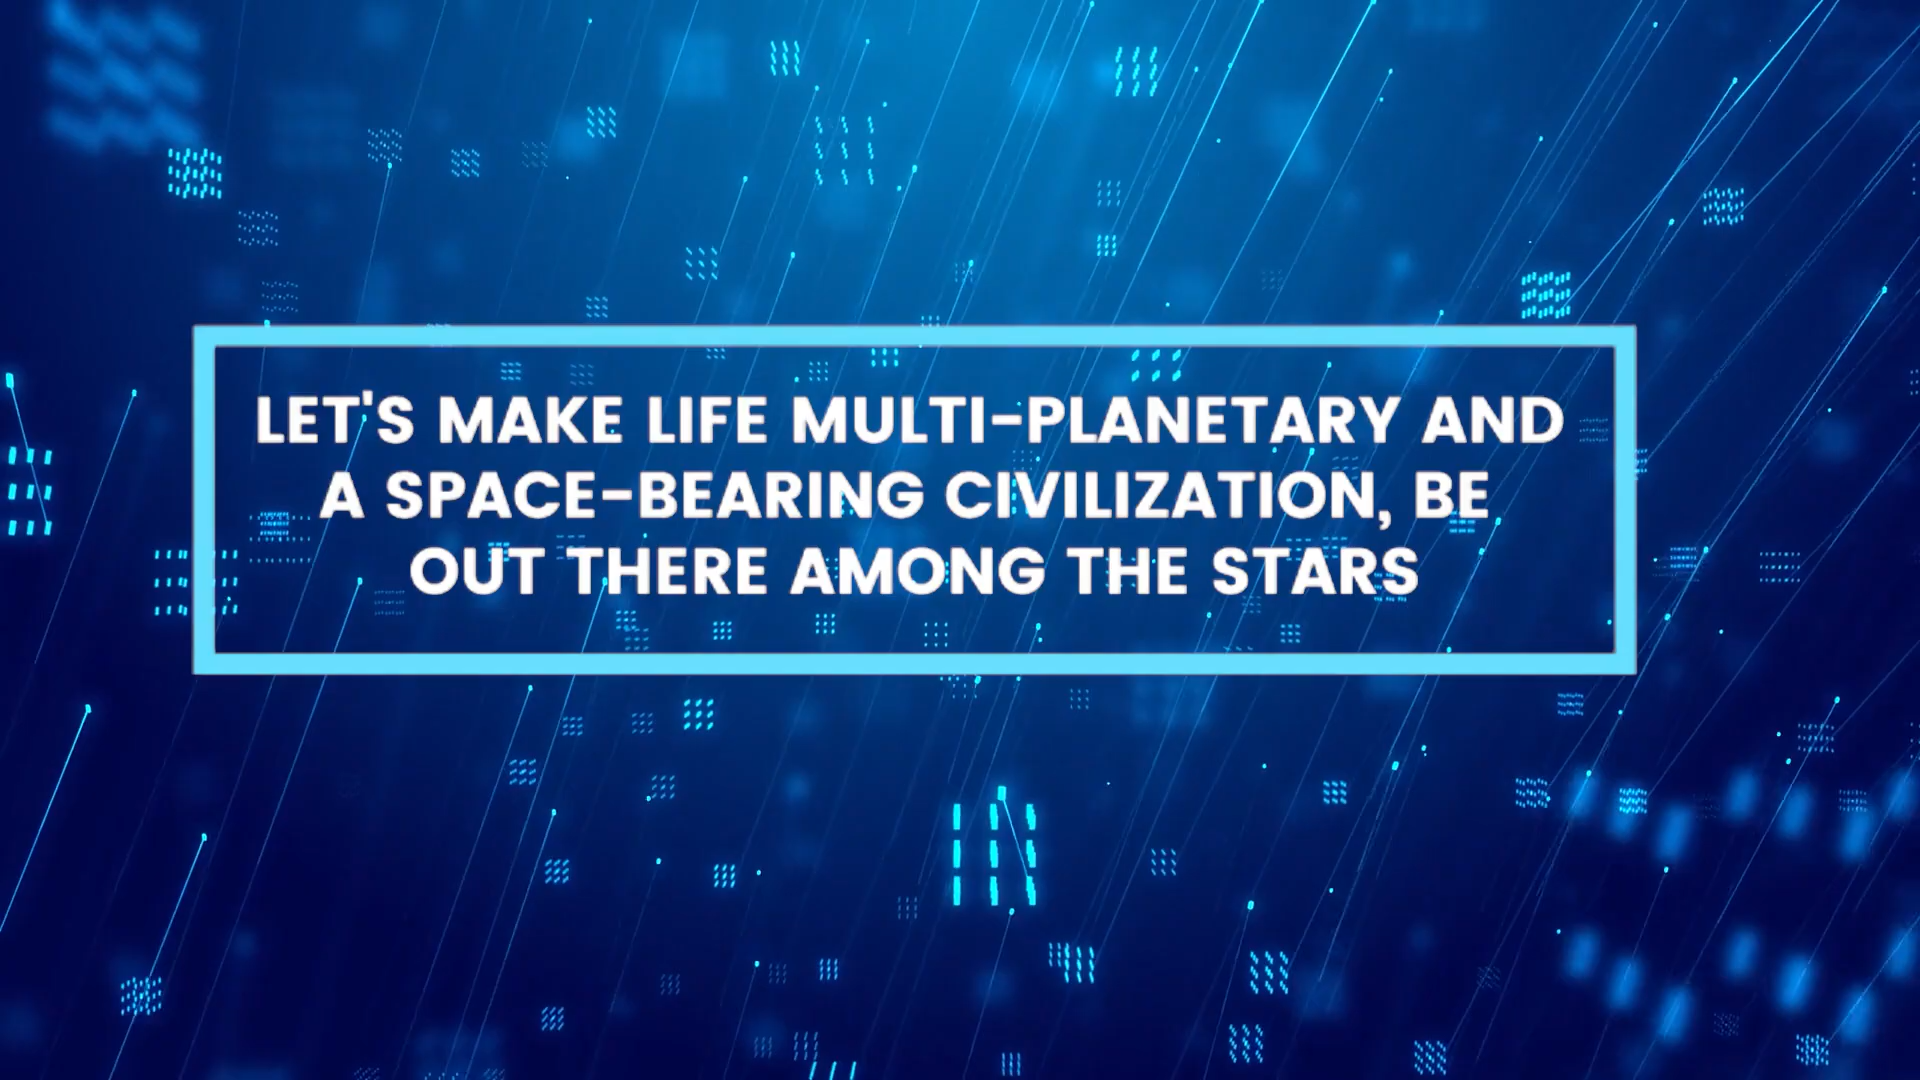 LET'S MAKE LIFE MULTI-PLANETARY AND
A SPACE-BEARING CIVILIZATION, BE
OUT THERE AMONG THE STARS